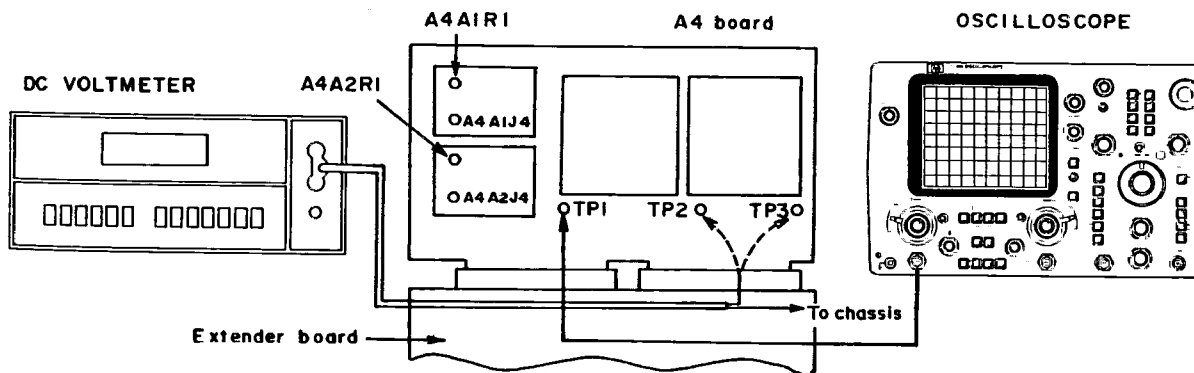 A4A1R1
A4 board
OSCILLOSCOPE
DC VOLTMETER
A4A2R1
A4A1J4
A4A2J4
TP1
TP2
TP3
To chassis
Extender board